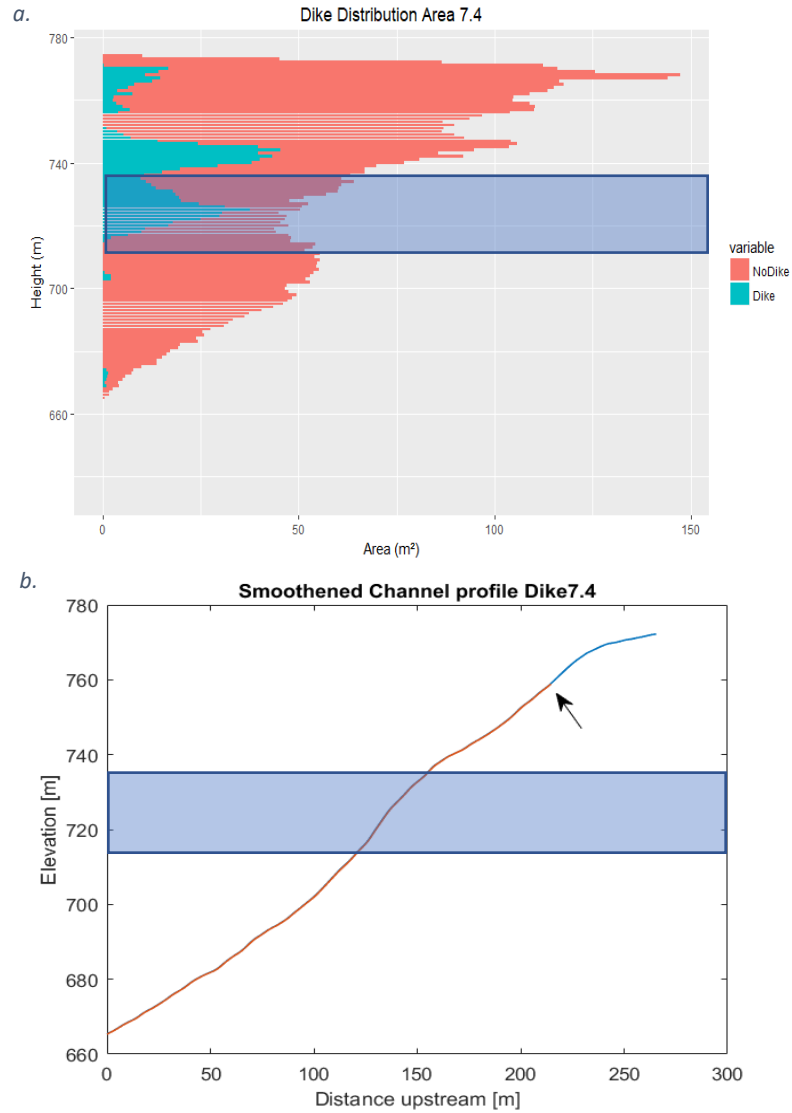 a.
Dike Distribution Area 7.4
780
740
700
660
Height (m)
0 50 100 150
Area (m²)
variable
NoDike
Dike
b.
Smoothened Channel profile Dike7.4
780
760
740
720
700
680
660
Elevation [m]
0 50 100 150 200 250 300
Distance upstream [m]